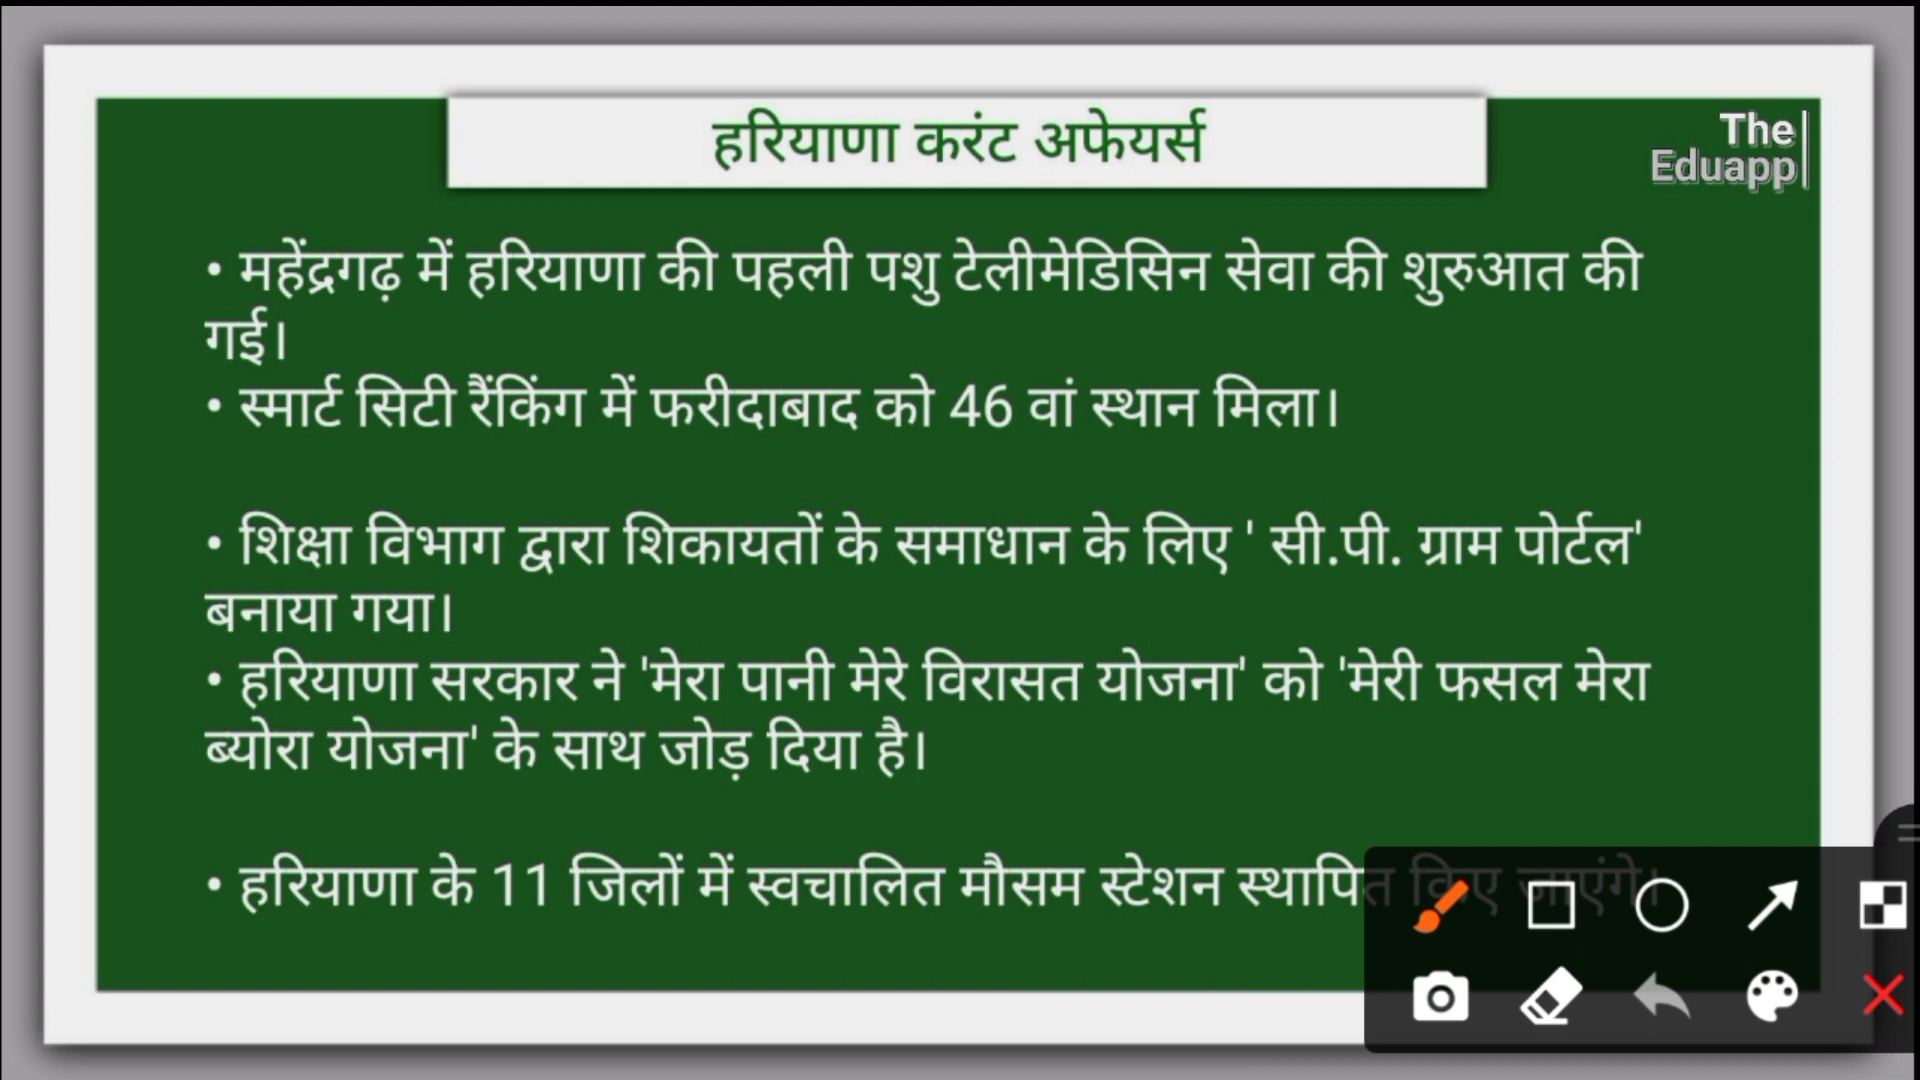 हरियाणा करंट अफेयर्स
The
Eduapp
• महेंद्रगढ़ में हरियाणा की पहली पशु टेलीमेडिसिन सेवा की शुरुआत की
गई।
• स्मार्ट सिटी रैंकिंग में फरीदाबाद को 46 वां स्थान मिला।
• शिक्षा विभाग द्वारा शिकायतों के समाधान के लिए ' सी.पी. ग्राम पोर्टल'
बनाया गया।
• हरियाणा सरकार ने 'मेरा पानी मेरे विरासत योजना' को 'मेरी फसल मेरा
ब्योरा योजना' के साथ जोड़ दिया है।
• हरियाणा के 11 जिलों में स्वचालित मौसम स्टेशन स्थापित किए जाएंगे।